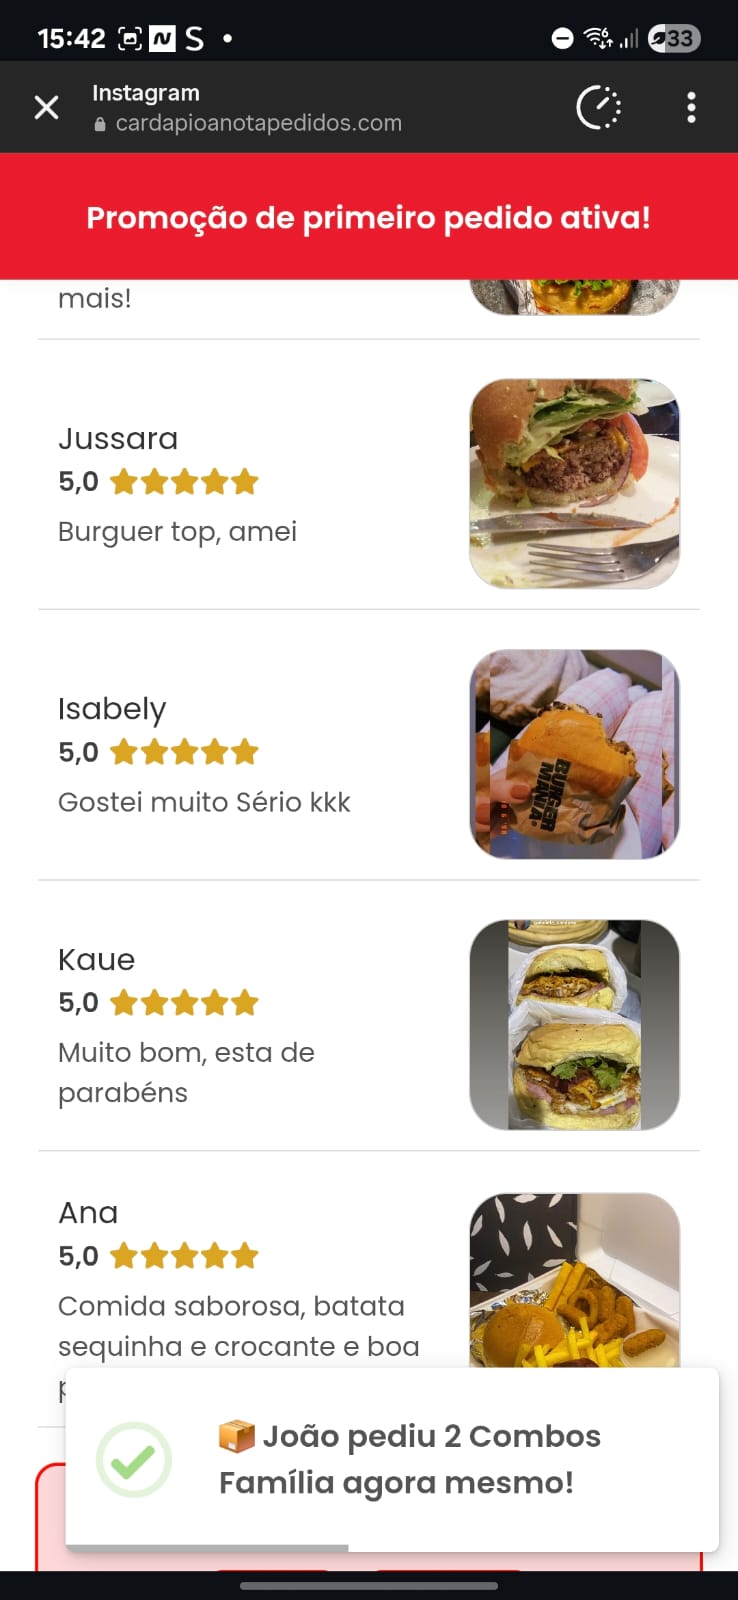 15:42
33
Instagram
cardapioanotapedidos.com
Promoção de primeiro pedido ativa!
mais!
Jussara
5,0
Burguer top, amei
Isabely
5,0
Gostei muito Sério kkk
BURGER
MANIA
Kaue
5,0
Muito bom, esta de
parabéns
Ana
5,0
Comida saborosa, batata
sequinha e crocante e boa
João pediu 2 Combos
Família agora mesmo!